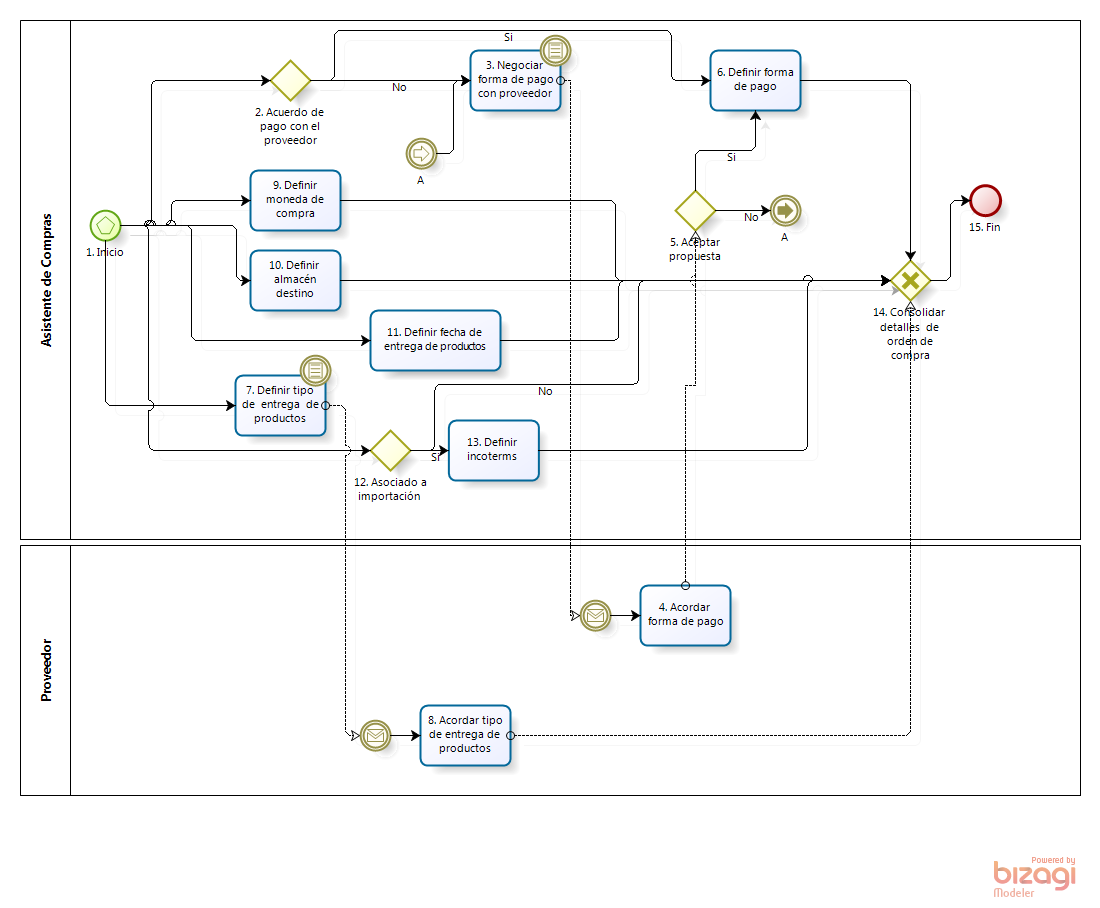 Asistente de Compras
Si
3. Negociar
forma de pago
con proveedor
6. Definir forma
de pago
No
2. Acuerdo de
pago con el
proveedor
A
Si
9. Definir
moneda de
compra
No
A
15. Fin
1. Inicio
5. Aceptar
propuesta
10. Definir
almacén
destino
14. Consolidar
detalles de
orden de
compra
11. Definir fecha de
entrega de productos
7. Definir tipo
de entrega de
productos
No
13. Definir
incoterms
Si
12. Asociado a
importación
Proveedor
4. Acordar
forma de pago
8. Acordar tipo
de entrega de
productos
Powered by
bizagi
Modeler